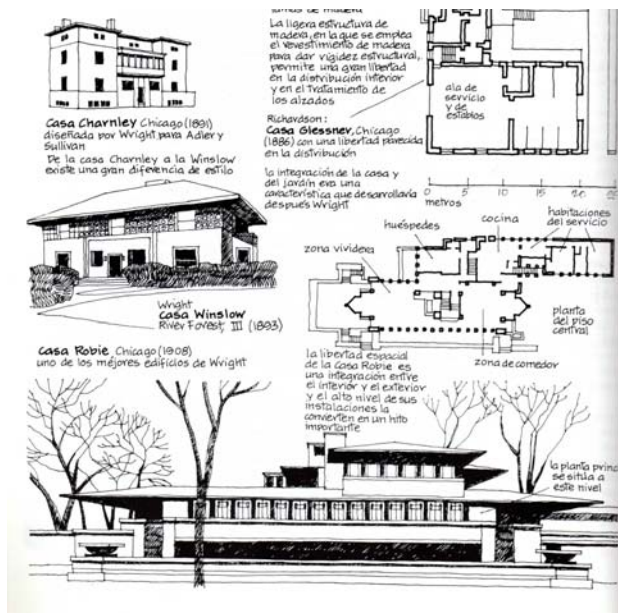 La ligera estructura de
madera, en la que se emplea
el revestimiento de madera
para dar rigidez estructural,
permite una gran libertad
en la distribución interior
y en el tratamiento de
los alzados
Richardson:
Casa Glessner, Chicago
(1886) con una libertad parecida
en la distribución
la integración de la casa y
del jardín era una
característica que desarrollaría
después Wright
ala de
servicio
y de
establos
Casa Charnley Chicago (1891)
diseñada por Wright para Adler y
Sullivan
De la casa Charnley a la Winslow
existe una gran diferencia de estilo
0 5 10 15 20
metros
Wright
Casa Winslow
River Forest, Ill (1893)
huéspedes
cocina
habitaciones
del servicio
zona vividera
planta
del piso
central
zona de comedor
Casa Robie Chicago (1908)
uno de los mejores edificios de Wright
la libertad espacial
de la Casa Robie es
una integración entre
el interior y el exterior
y el alto nivel de sus
instalaciones la
convierten en un hito
importante
la planta princ
se sitúa a
este nivel